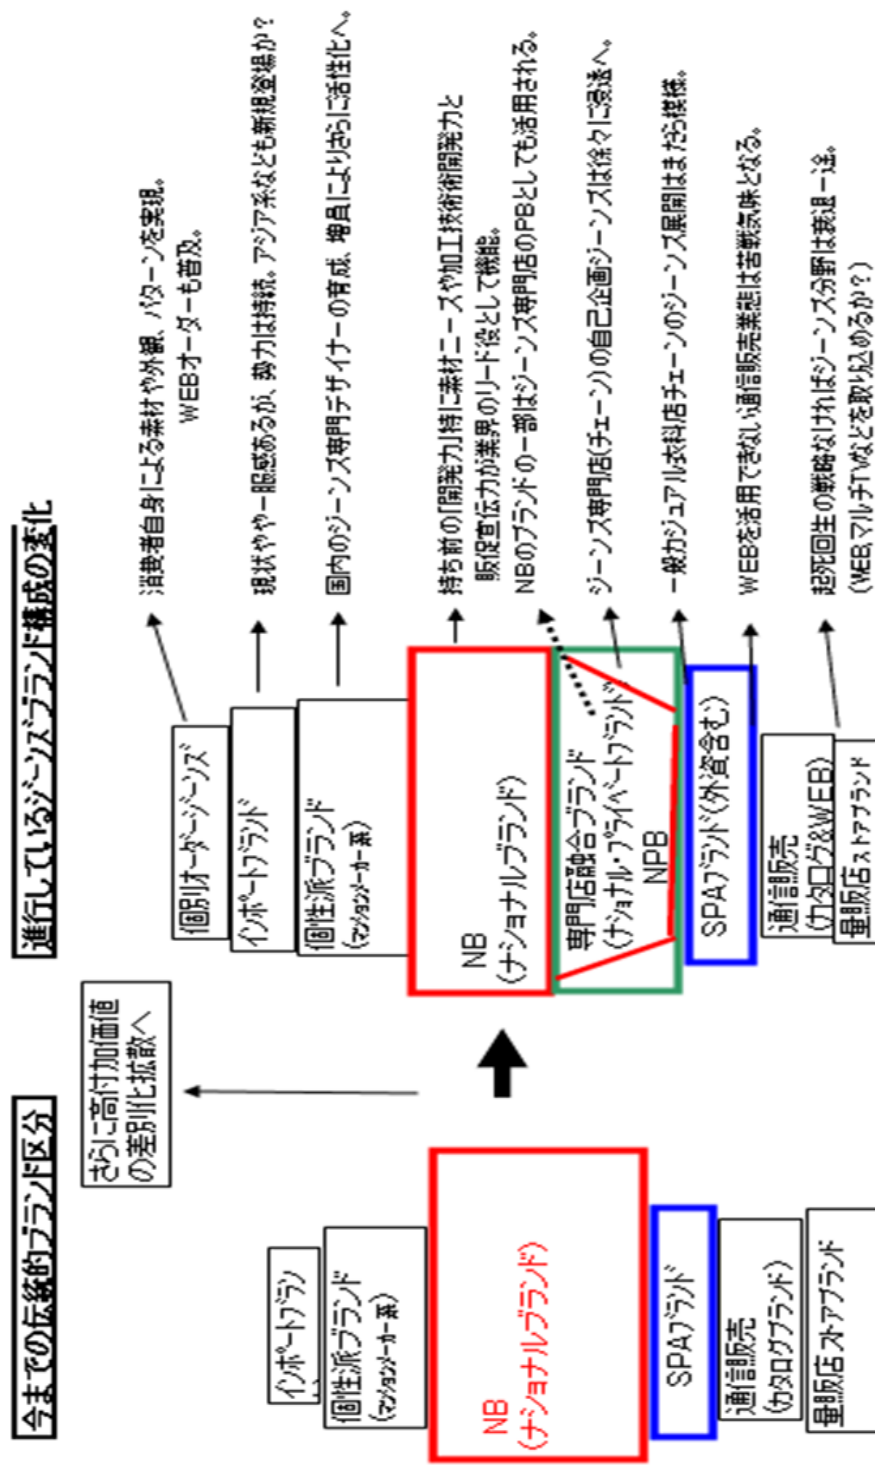 今までの伝統的ブランド区分
さらに高付加価値
の差別化拡散へ
インポートブラン
個性派ブランド
(マンションメーカー系)
NB
(ナショナルブランド)
SPAブランド
通信販売
(カタログブランド)
量販店ストアブランド
進行しているジーンズブランド構成の変化
個別オーダージーンズ
インポートブランド
個性派ブランド
(マンションメーカー系)
NB
(ナショナルブランド)
専門店融合ブランド
(ナショナル・プライベートブランド)
NPB
SPAブランド(外資含む)
通信販売
(カタログ&WEB)
量販店ストアブランド
消費者自身による素材や外観、パターンを実現。
WEBオーダーも普及。
現状やや一服感あるが、勢力は持続。アジア系なども新規登場か?
国内のジーンズ専門デザイナーの育成、増員によりさらに活性化へ。
持ち前の「開発力」特に素材ニーズや加工技術術開発力と
販促宣伝力が業界のリード役として機能。
NBのブランドの一部はジーンズ専門店のPBとしても活用される。
ジーンズ専門店(チェーン)の自己企画ジーンズは徐々に浸透へ。
一般カジュアル衣料店チェーンのジーンズ展開はまだら模様。
WEBを活用できない通信販売業態は苦戦気味となる。
起死回生の戦略なければジーンズ分野は衰退一途。
(WEB,マルチTVなどを取り込めるか?)